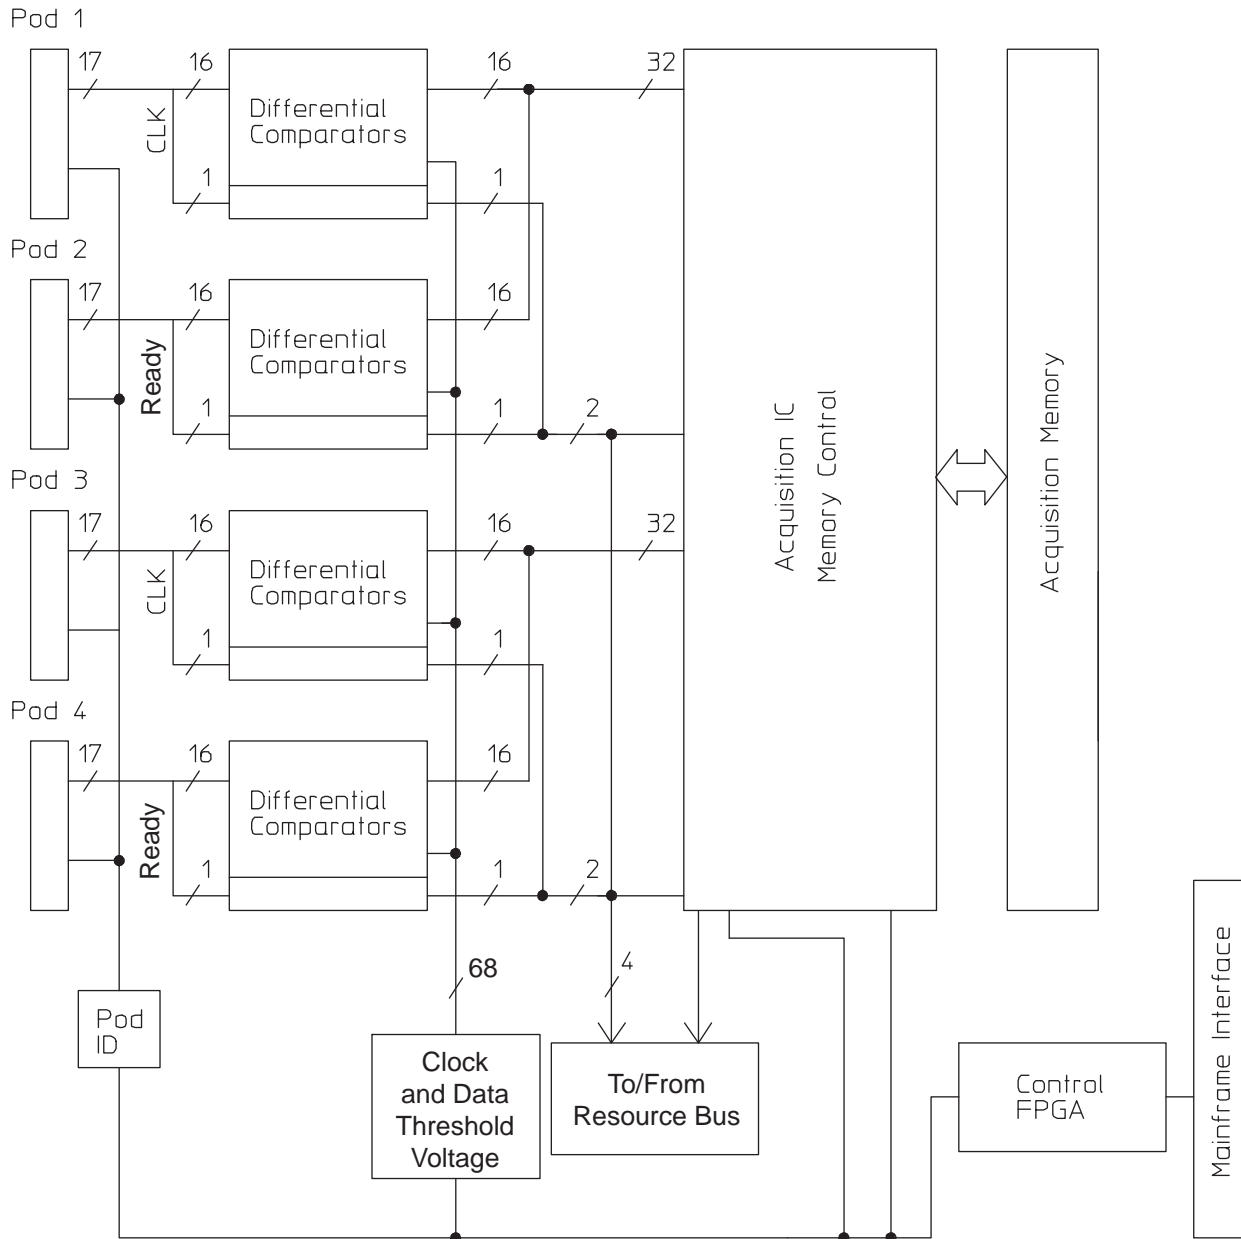 Pod 1
17
16
16
32
Differential
Comparators
CLK
1
1
Pod 2
17
16
16
Differential
Comparators
Ready
1
1
2
Pod 3
17
16
16
32
Differential
Comparators
CLK
1
1
Pod 4
17
16
16
Differential
Comparators
Ready
1
1
2
Acquisition IC
Memory Control
Acquisition Memory
68
4
Pod
ID
Clock
and Data
Threshold
Voltage
To/From
Resource Bus
Control
FPGA
Mainframe Interface